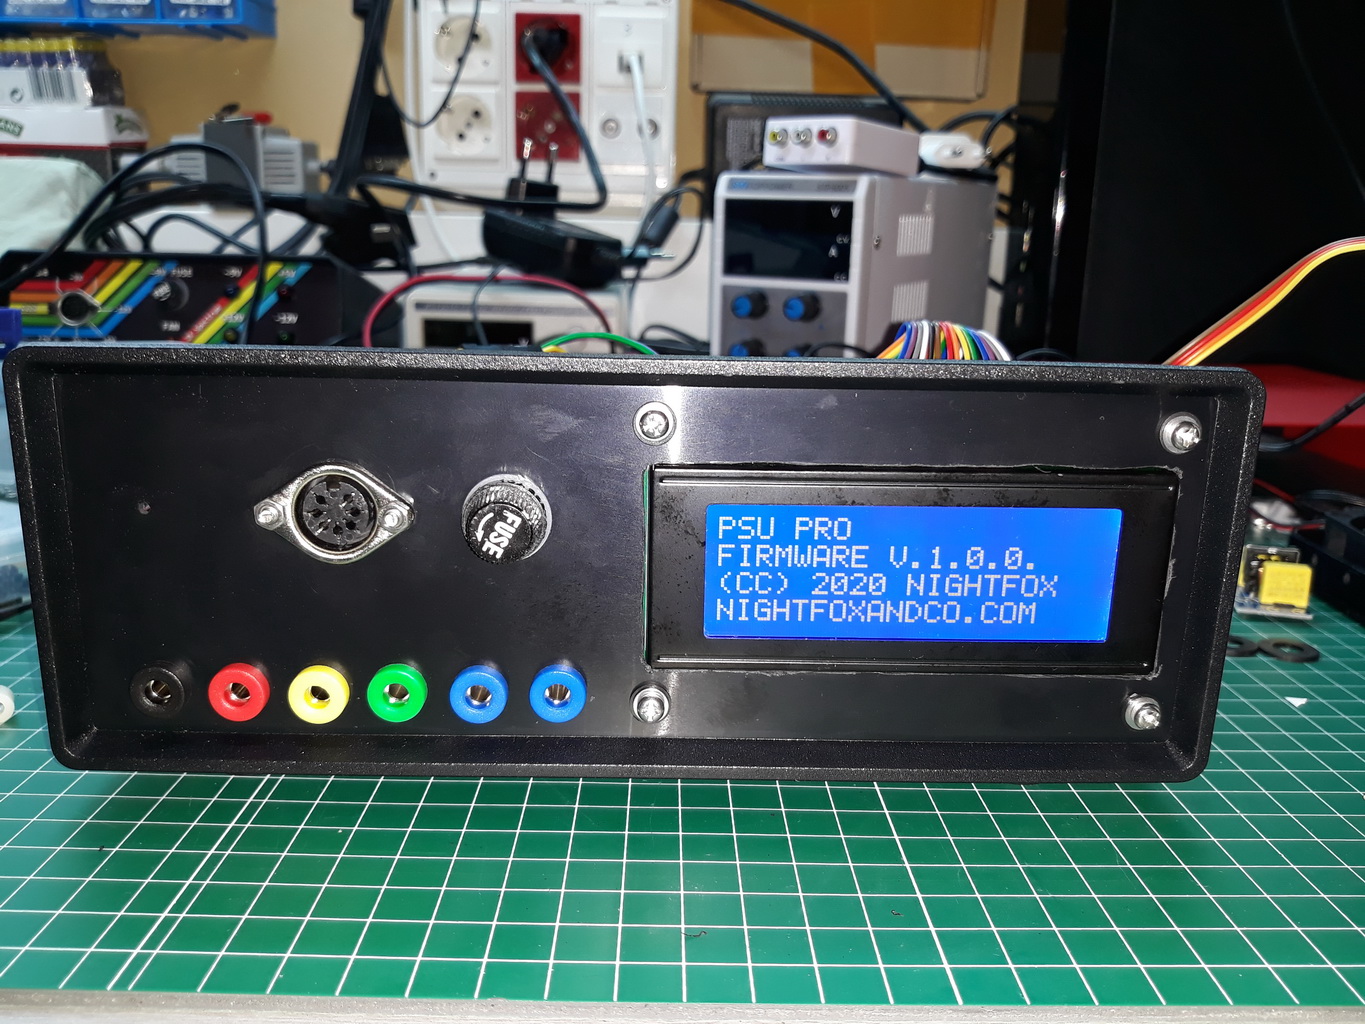 PSU PRO
FIRMWARE V.1.0.0.
(CC) 2020 NIGHTFOX
NIGHTFOXANDCO.COM
FUSE
V
A